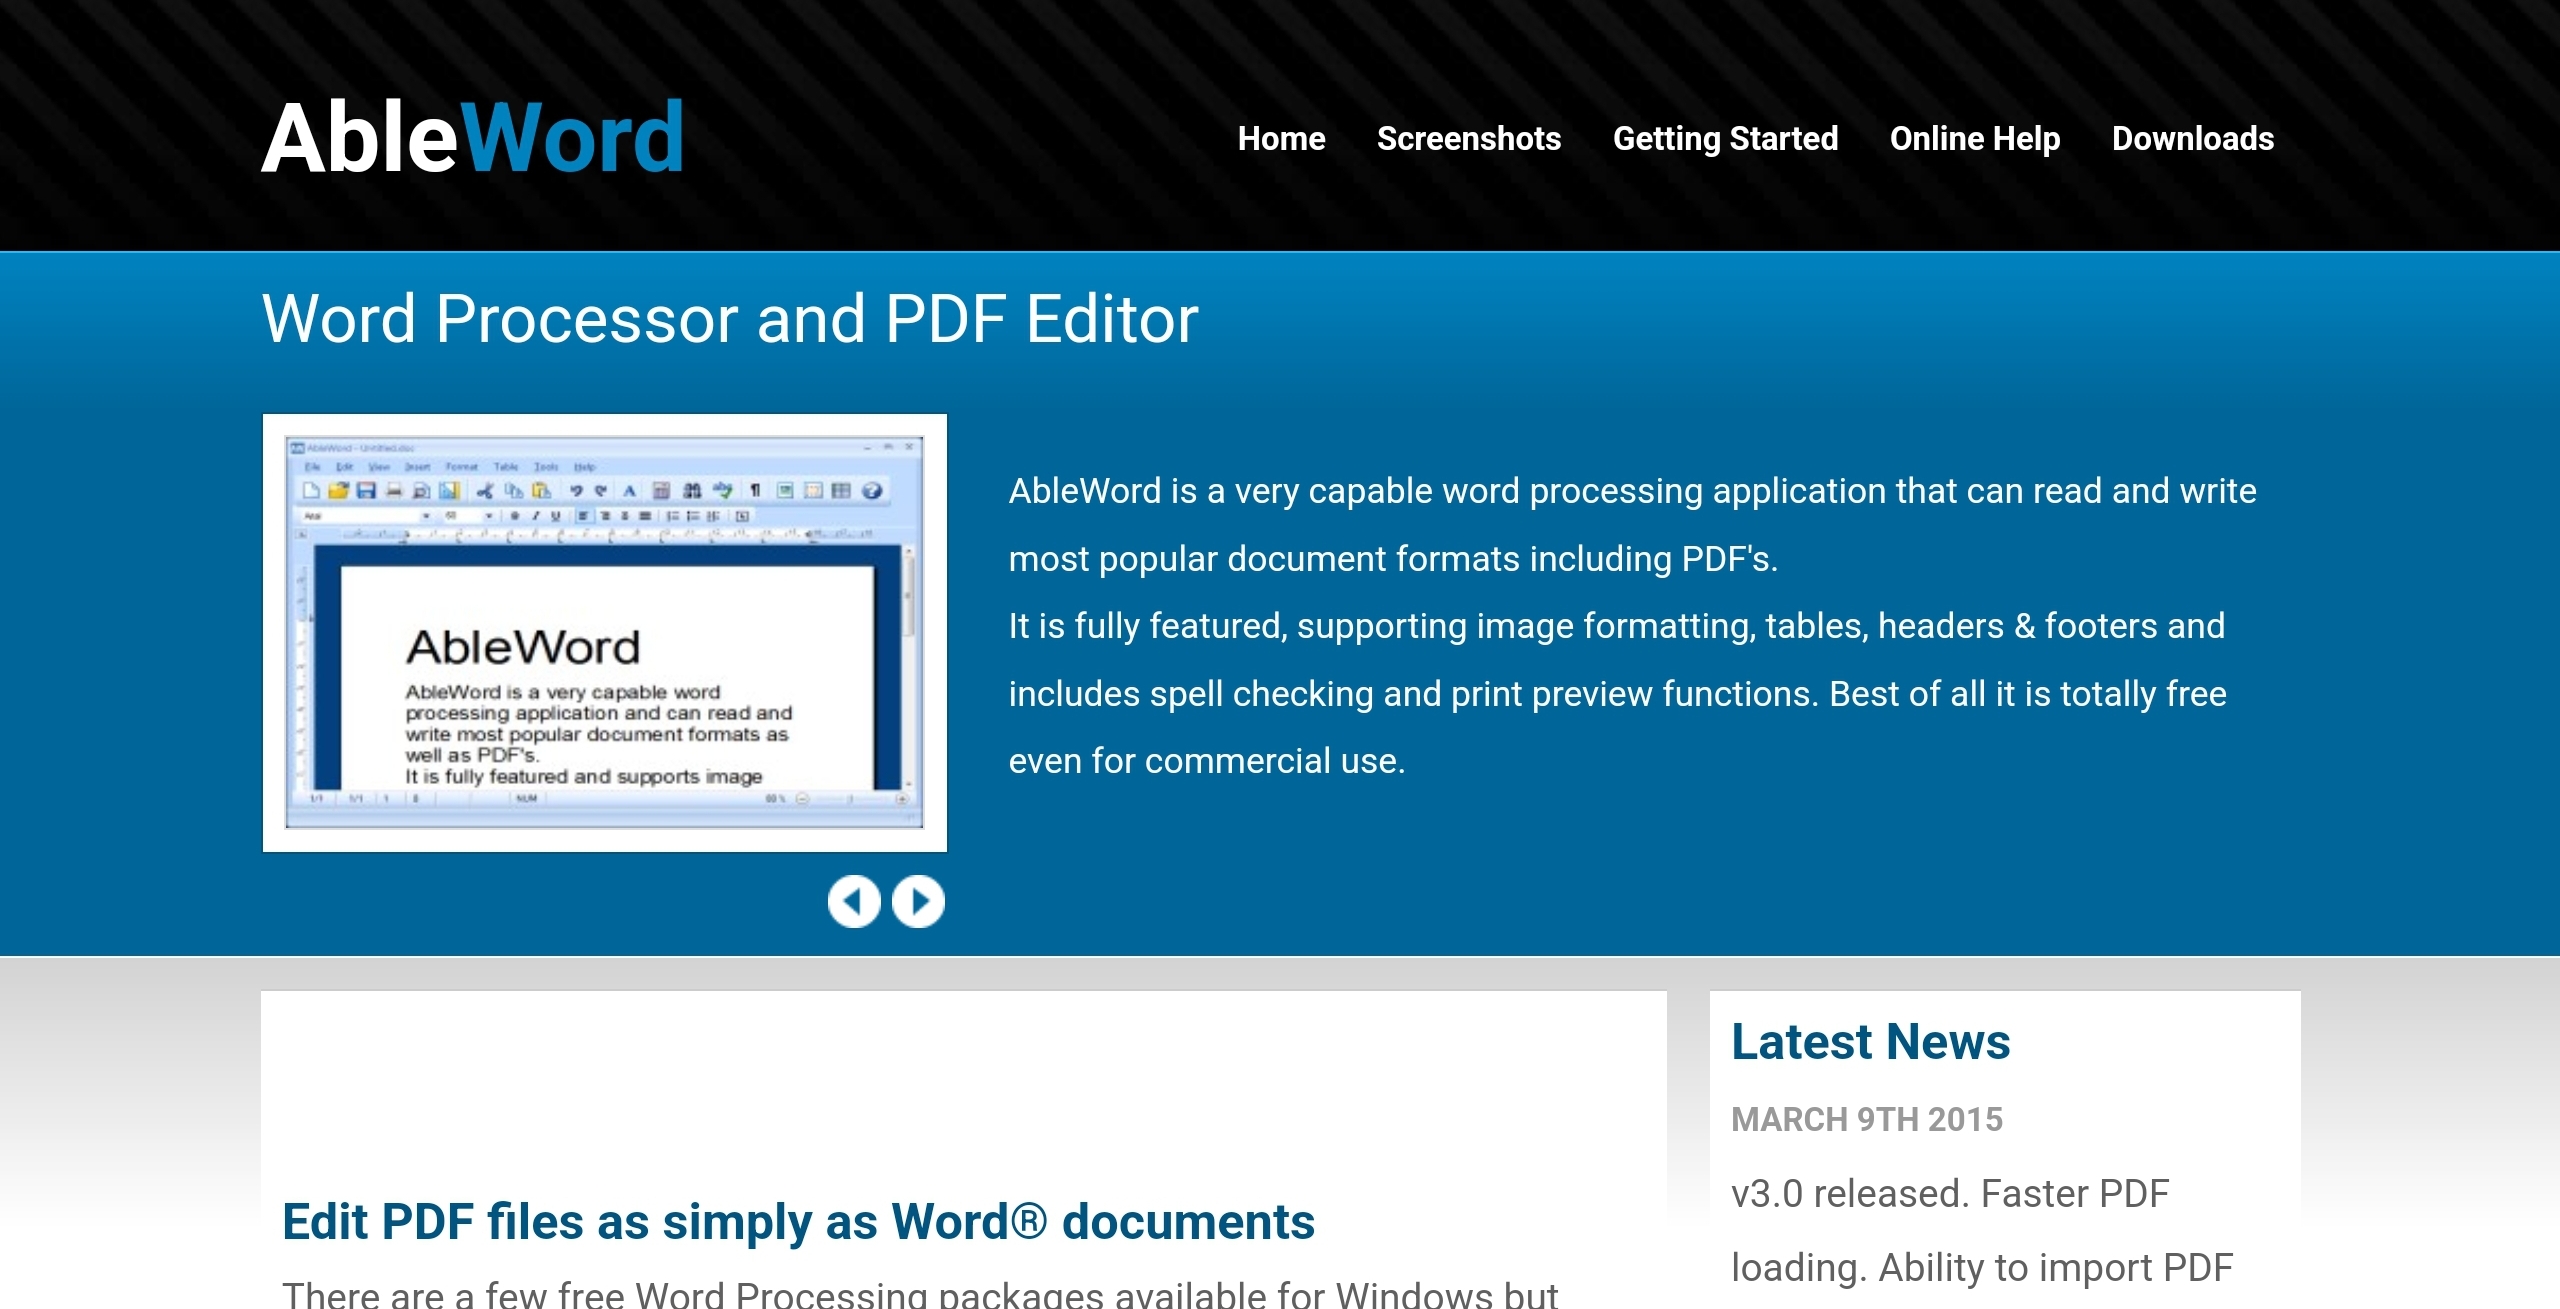 AbleWord
Home Screenshots Getting Started Online Help Downloads
Word Processor and PDF Editor
AbleWord - Untitled.doc
File Edit View Insert Format Table Tools Help
Arial
AbleWord
AbleWord is a very capable word
processing application and can read and
write most popular document formats as
well as PDF's.
It is fully featured and supports image
1/1 1/1 1
NUM
AbleWord is a very capable word processing application that can read and write
most popular document formats including PDF's.
It is fully featured, supporting image formatting, tables, headers & footers and
includes spell checking and print preview functions. Best of all it is totally free
even for commercial use.
Edit PDF files as simply as Word® documents
There are a few free Word Processing packages available for Windows but
Latest News
MARCH 9TH 2015
v3.0 released. Faster PDF
loading. Ability to import PDF